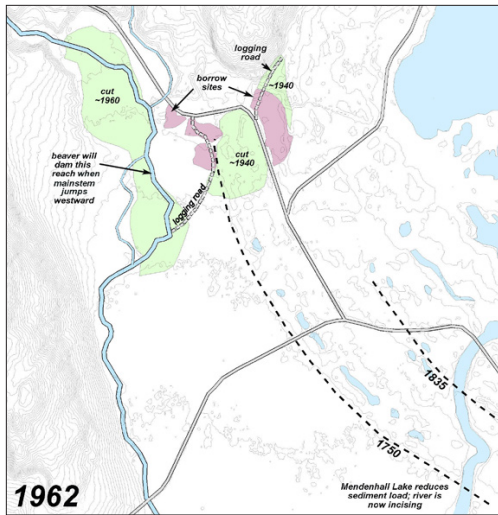 logging
road
cut
~1960
borrow
sites
~1940
cut
~1940
beaver will
dam this
reach when
mainstem
jumps
westward
logging road
1835
1750
Mendenhall Lake reduces
sediment load; river is
now incising
1962